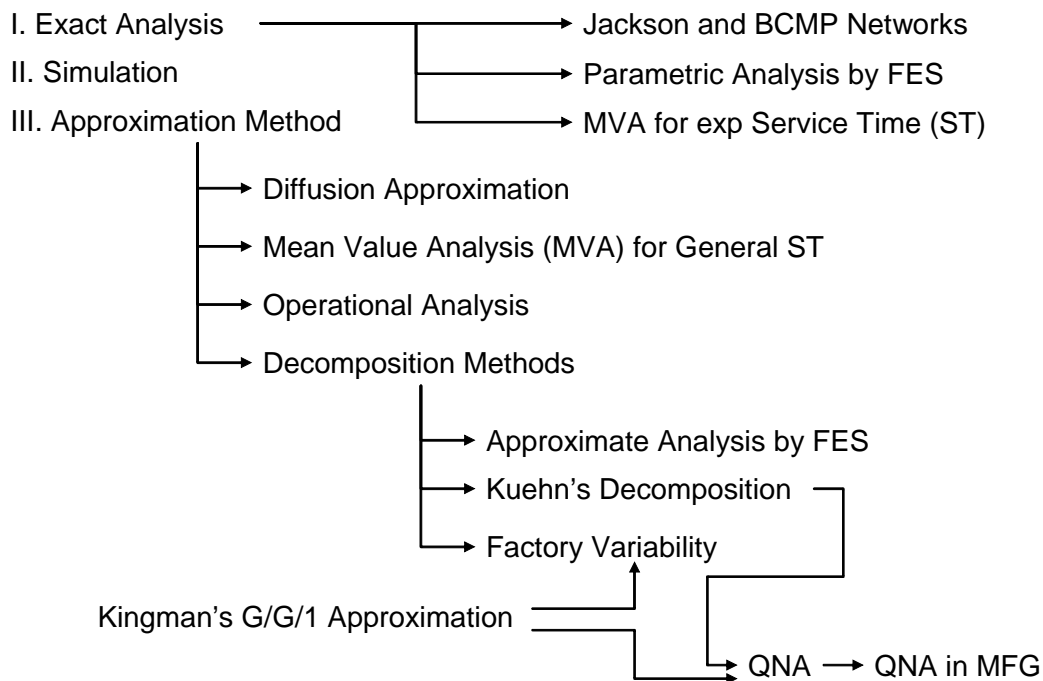 I. Exact Analysis
Jackson and BCMP Networks
II. Simulation
Parametric Analysis by FES
III. Approximation Method
MVA for exp Service Time (ST)
Diffusion Approximation
Mean Value Analysis (MVA) for General ST
Operational Analysis
Decomposition Methods
Approximate Analysis by FES
Kuehn’s Decomposition
Factory Variability
Kingman’s G/G/1 Approximation
QNA
QNA in MFG